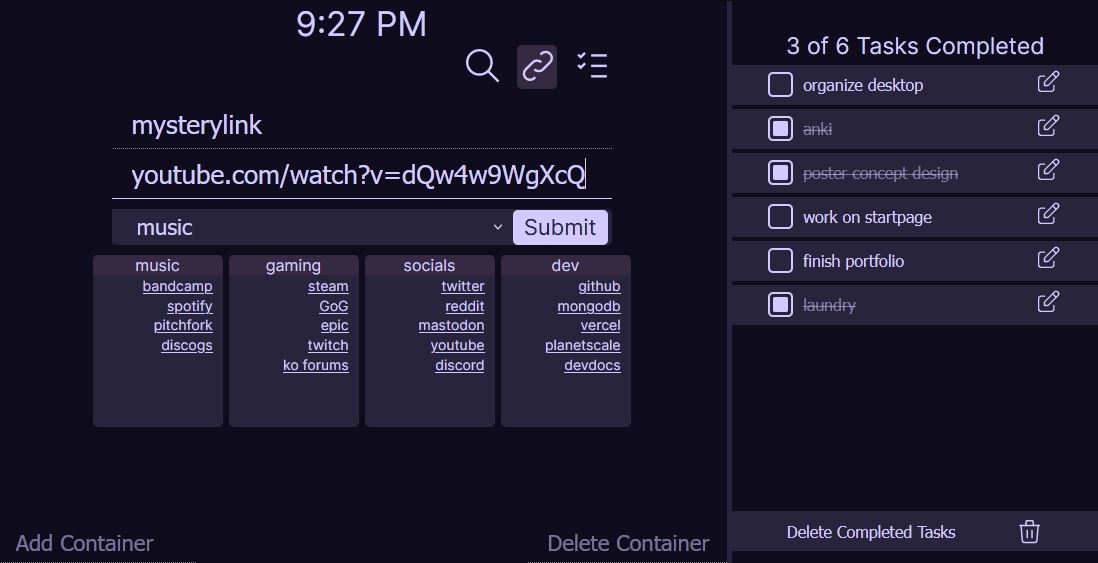 9:27 PM
mysterylink
youtube.com/watch?v=dQw4w9WgXcQ
music
Submit
music
bandcamp
spotify
pitchfork
discogs
gaming
steam
GoG
epic
twitch
ko forums
socials
twitter
reddit
mastodon
youtube
discord
dev
github
mongodb
vercel
planetscale
devdocs
Add Container
Delete Container
3 of 6 Tasks Completed
organize desktop
anki
poster concept design
work on startpage
finish portfolio
laundry
Delete Completed Tasks